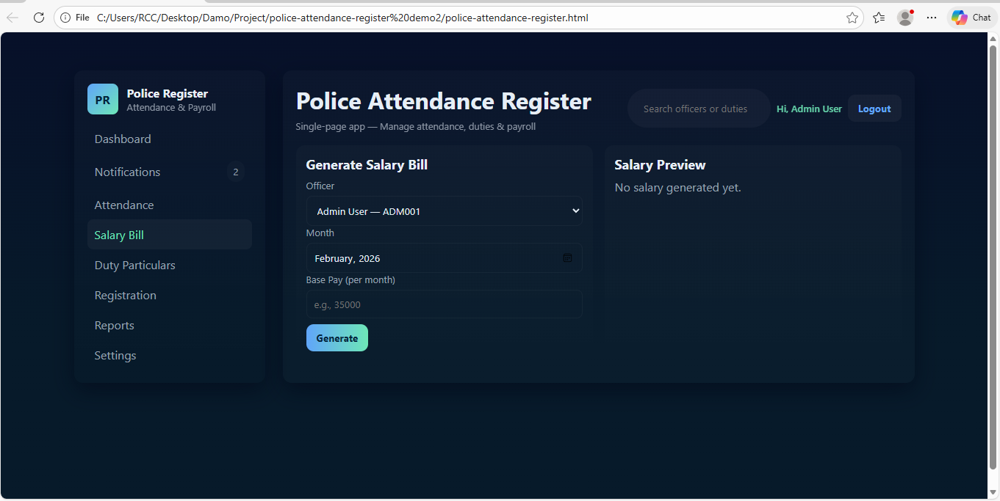 File C:/Users/RCC/Desktop/Damo/Project/police-attendance-register%20demo2/police-attendance-register.html
Chat
PR
Police Register
Attendance & Payroll
Dashboard
Notifications 2
Attendance
Salary Bill
Duty Particulars
Registration
Reports
Settings
Police Attendance Register
Single-page app — Manage attendance, duties & payroll
Search officers or duties
Hi, Admin User
Logout
Generate Salary Bill
Officer
Admin User — ADM001
Month
February, 2026
Base Pay (per month)
e.g., 35000
Generate
Salary Preview
No salary generated yet.